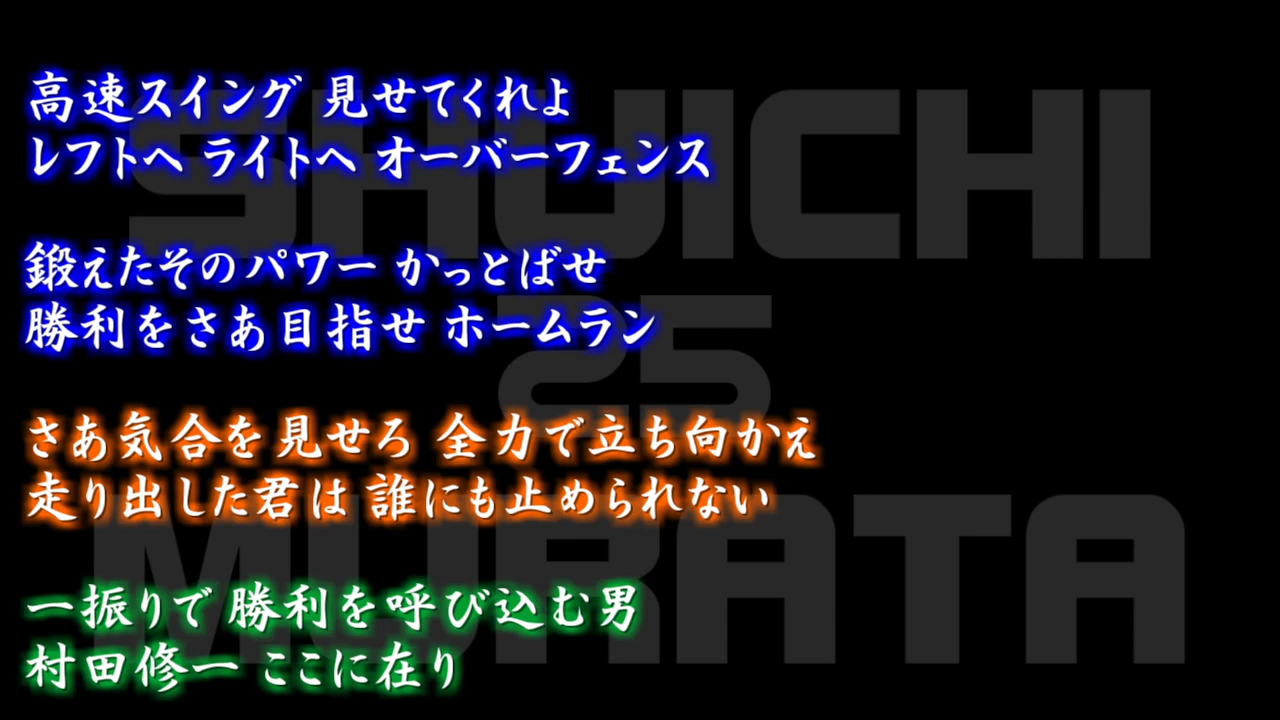 高速スイング 見せてくれよ
レフトへ ライトへ オーバーフェンス
鍛えたそのパワー かっとばせ
勝利をさあ目指せ ホームラン
さあ気合を見せろ 全力で立ち向かえ
走り出した君は 誰にも止められない
一振りで 勝利を呼び込む男
村田修一 ここに在り
SHUICHI
25
MURATA